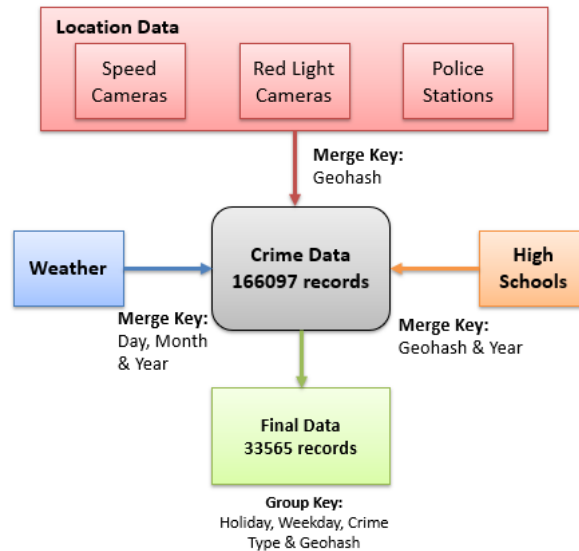 Location Data
Speed
Cameras
Red Light
Cameras
Police
Stations
Merge Key:
Geohash
Weather
Crime Data
166097 records
High
Schools
Merge Key:
Day, Month
& Year
Merge Key:
Geohash & Year
Final Data
33565 records
Group Key:
Holiday, Weekday, Crime
Type & Geohash